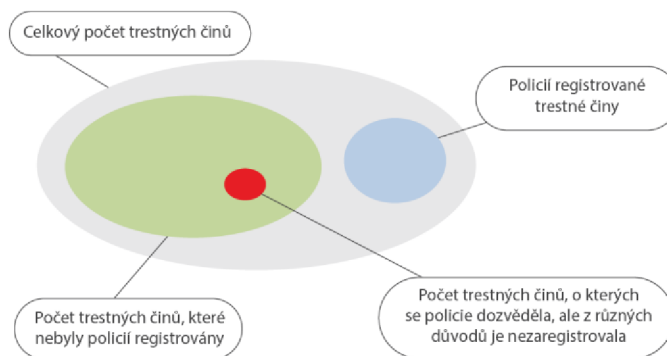 Celkový počet trestných činů
Policií registrované
trestné činy
Počet trestných činů, které
nebyly policií registrovány
Počet trestných činů, o kterých
se policie dozvěděla, ale z různých
důvodů je nezaregistrovala